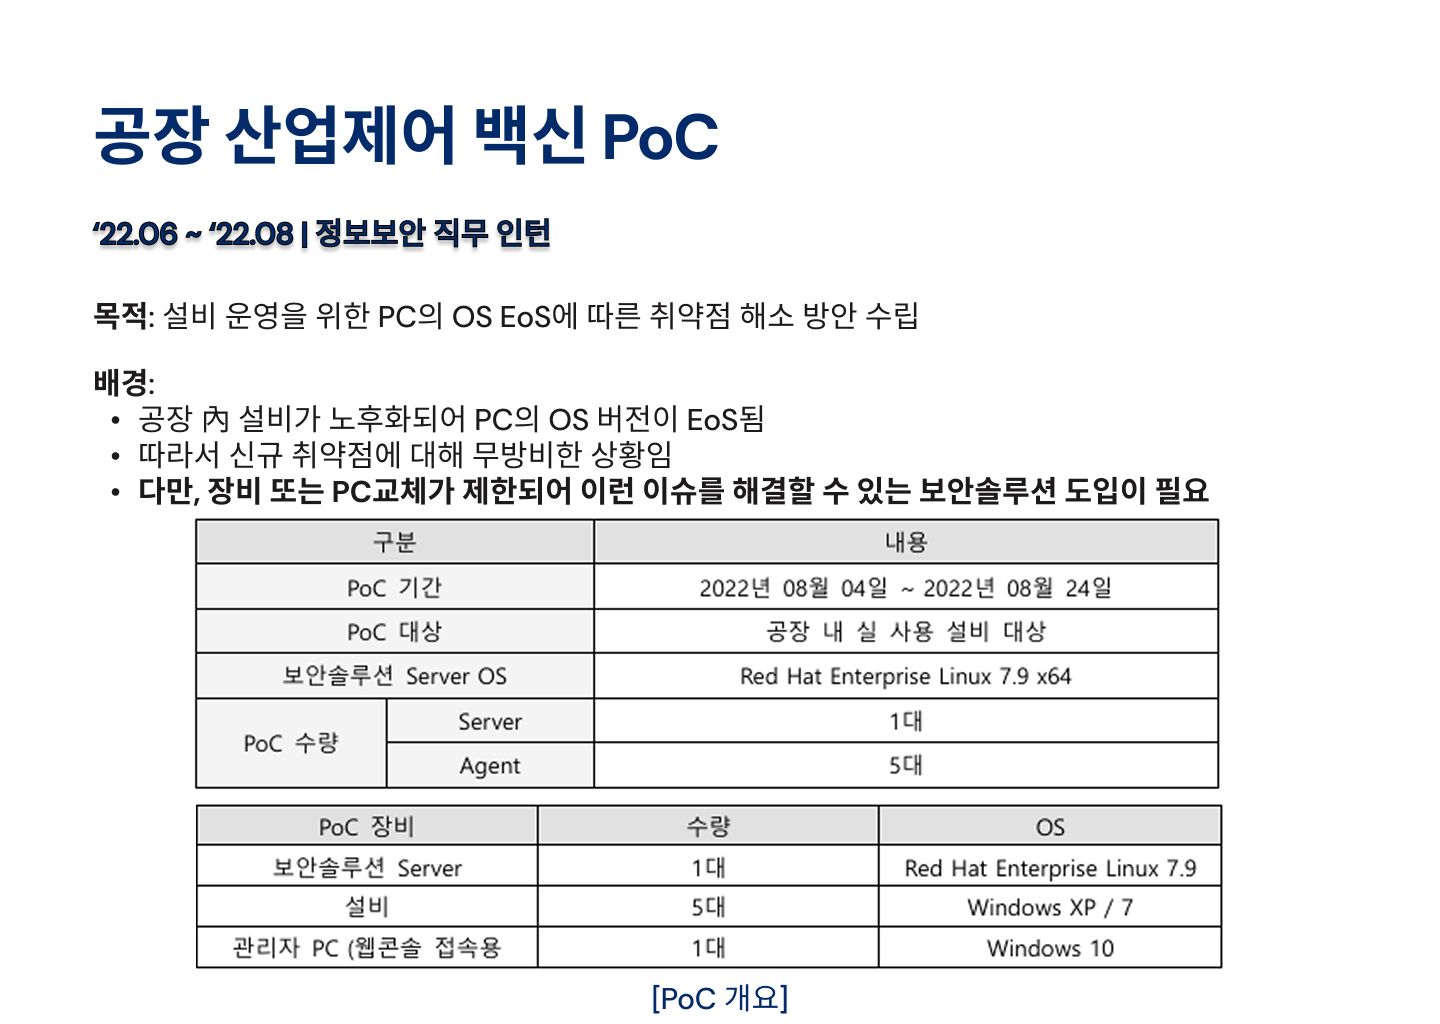 공장 산업제어 백신 PoC
‘22.06 ~ ‘22.08 | 정보보안 직무 인턴
목적: 설비 운영을 위한 PC의 OS EoS에 따른 취약점 해소 방안 수립
배경:
• 공장 內 설비가 노후화되어 PC의 OS 버전이 EoS됨
• 따라서 신규 취약점에 대해 무방비한 상황임
• 다만, 장비 또는 PC교체가 제한되어 이런 이슈를 해결할 수 있는 보안솔루션 도입이 필요
구분 내용
PoC 기간 2022년 08월 04일 ~ 2022년 08월 24일
PoC 대상 공장 내 실 사용 설비 대상
보안솔루션 Server OS Red Hat Enterprise Linux 7.9 x64
PoC 수량 Server 1대
Agent 5대
PoC 장비 수량 OS
보안솔루션 Server 1대 Red Hat Enterprise Linux 7.9
설비 5대 Windows XP / 7
관리자 PC (웹콘솔 접속용 1대 Windows 10
[PoC 개요]